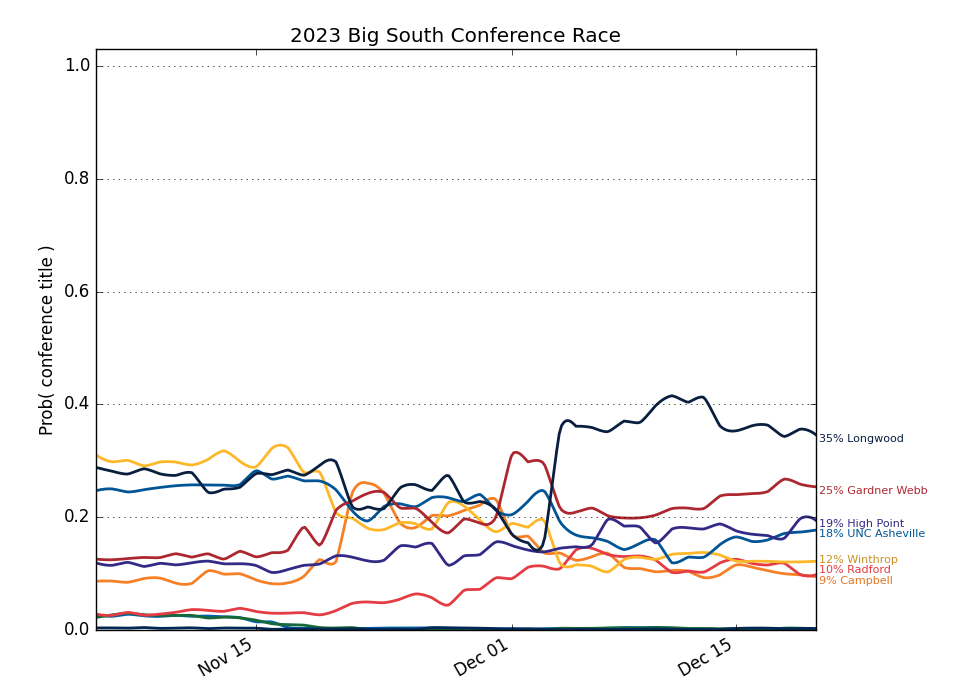 2023 Big South Conference Race
Prob( conference title )
1.0
0.8
0.6
0.4
0.2
0.0
Nov 15
Dec 01
Dec 15
35% Longwood
25% Gardner Webb
19% High Point
18% UNC Asheville
12% Winthrop
10% Radford
9% Campbell